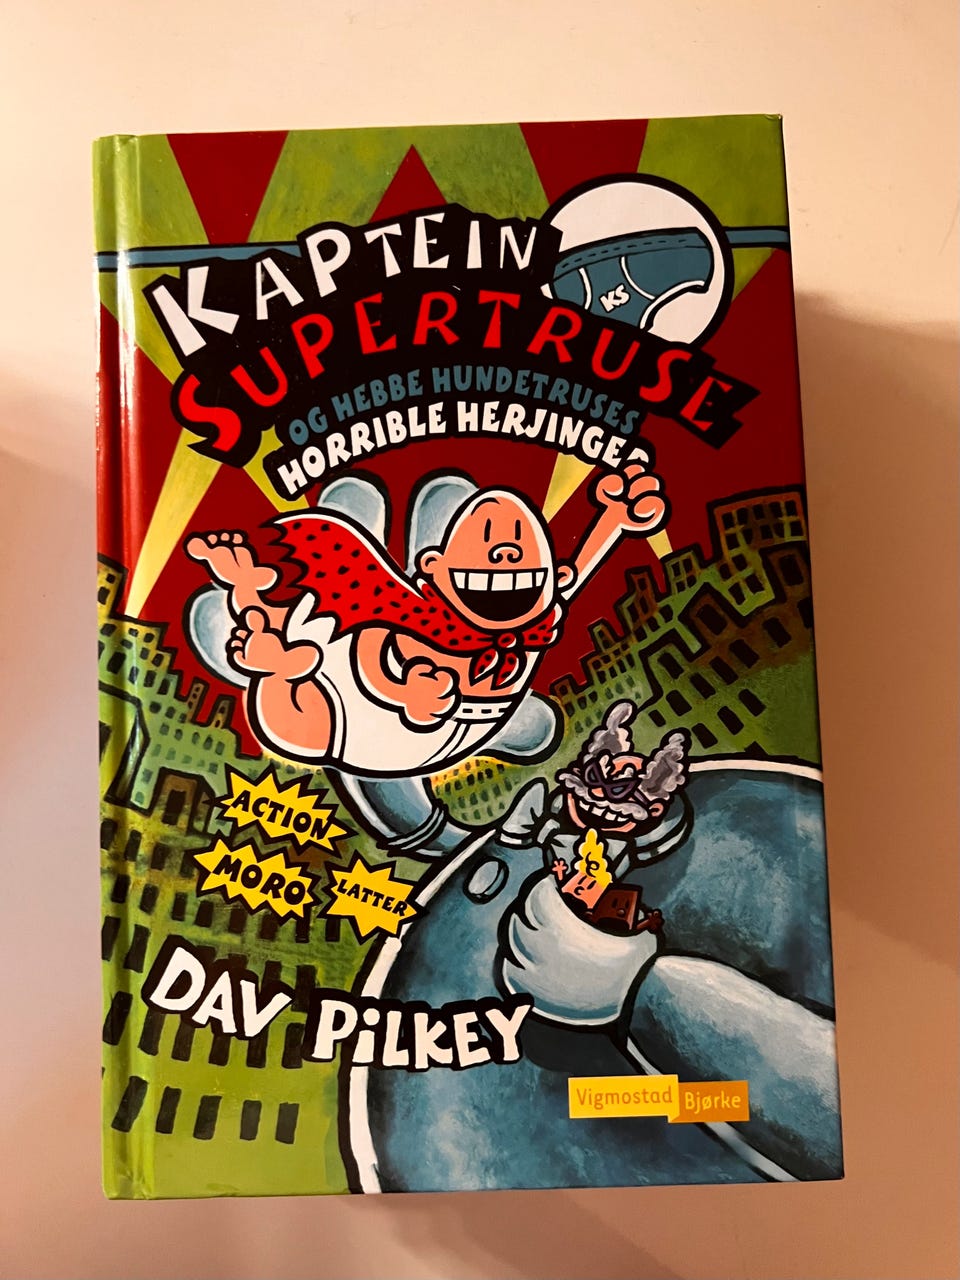 KAPTEIN
KS
SUPERTRUSE
OG HEBBE HUNDETRUSES
HORRIBLE HERJINGER
ACTION
MORO
LATTER
DAV PILKEY
Vigmostad Bjørke